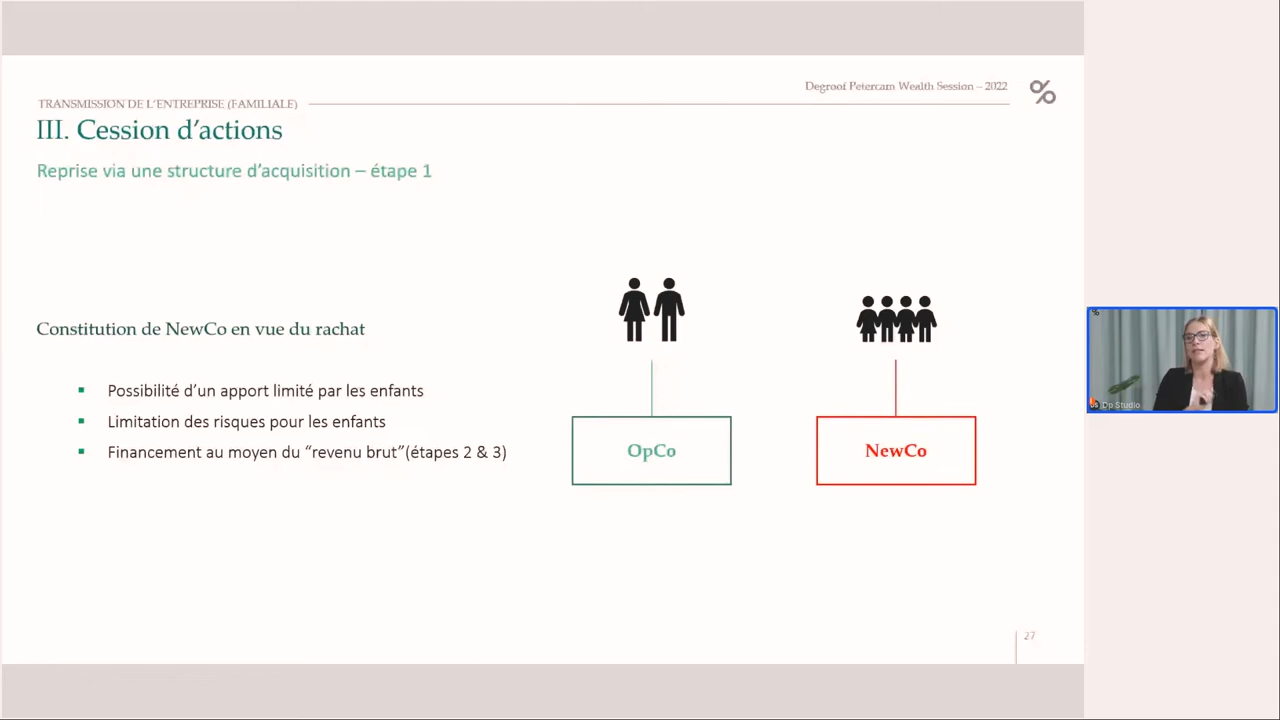 Degroof Petercam Wealth Session – 2022
TRANSMISSION DE L'ENTREPRISE (FAMILIALE)
III. Cession d'actions
Reprise via une structure d'acquisition – étape 1
Constitution de NewCo en vue du rachat
Possibilité d'un apport limité par les enfants
Limitation des risques pour les enfants
Financement au moyen du “revenu brut”(étapes 2 & 3)
OpCo
NewCo
27
Dp Studio